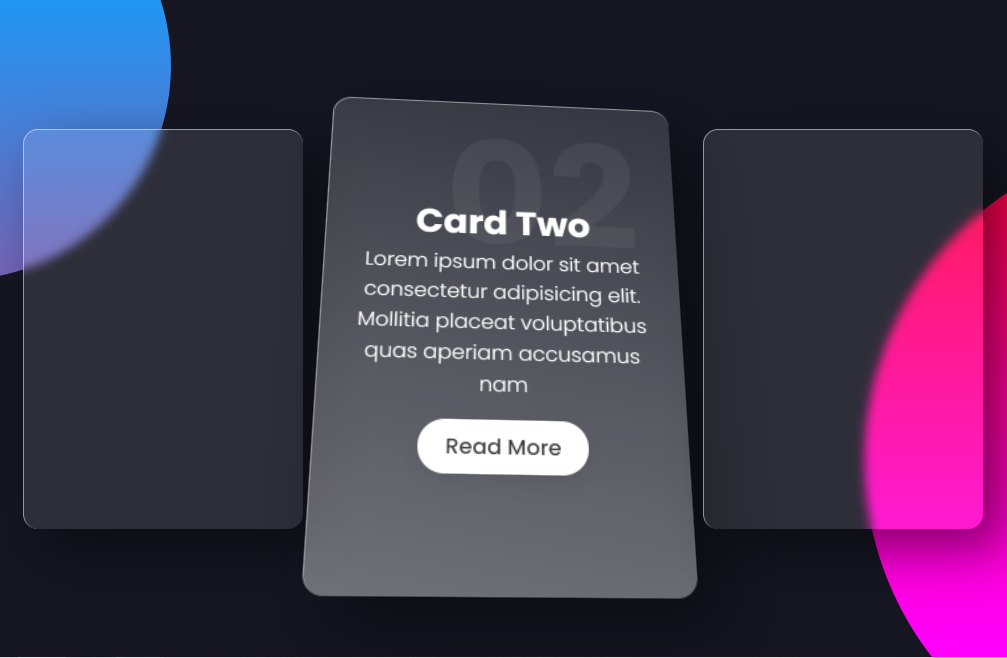 02
Card Two
Lorem ipsum dolor sit amet
consectetur adipisicing elit.
Mollitia placeat voluptatibus
quas aperiam accusamus
nam
Read More